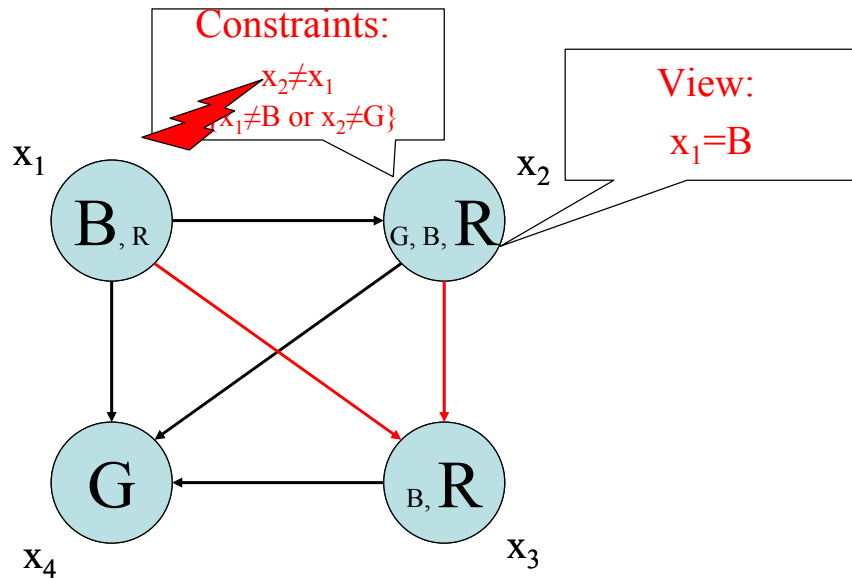 Constraints:
x₂≠x₁
{x₁≠B or x₂≠G}
View:
x₁=B
x₁
x₂
B, R
G, B, R
G
B, R
x₄
x₃